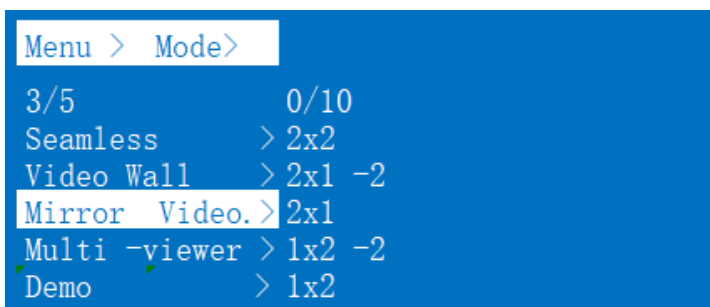 Menu > Mode>
3/5 0/10
Seamless > 2x2
Video Wall > 2x1 -2
Mirror Video. > 2x1
Multi -viewer > 1x2 -2
Demo > 1x2